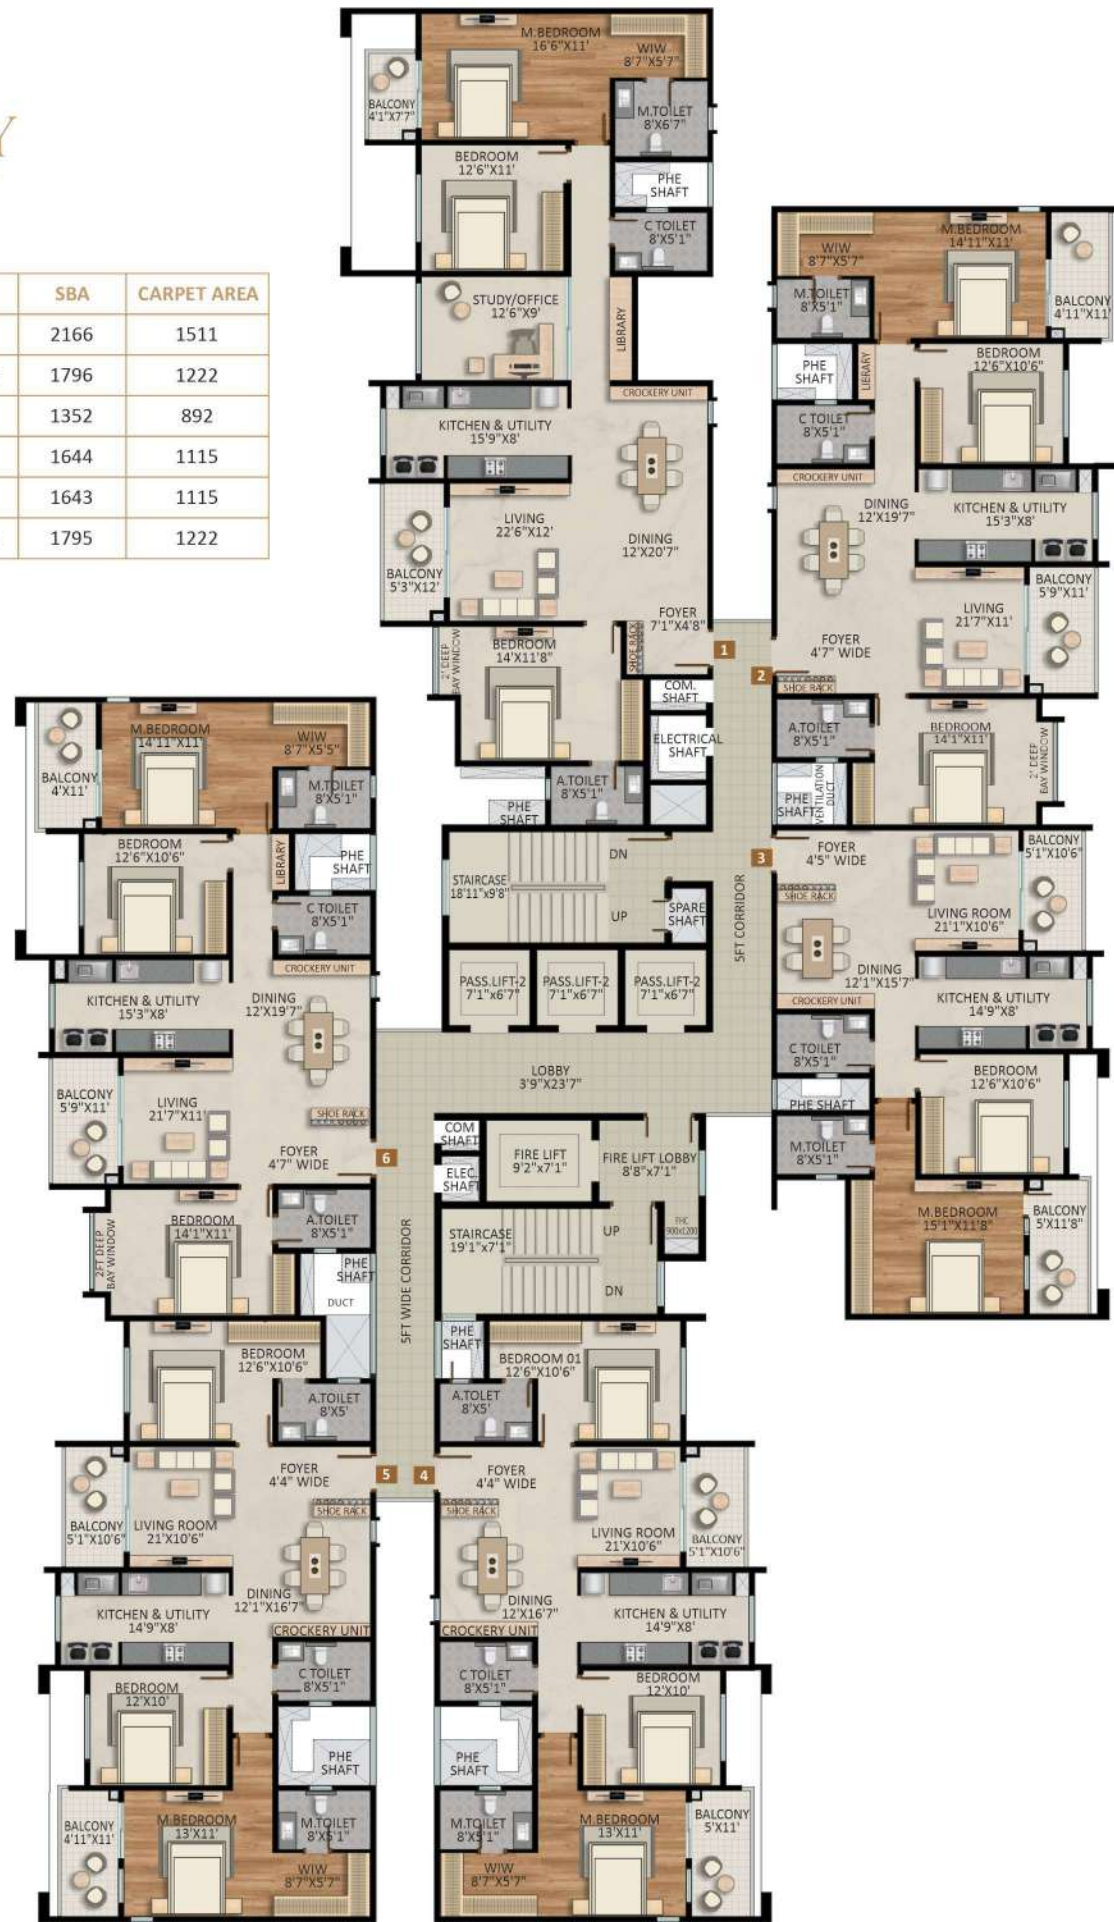 Y
SBA CARPET AREA
2166 1511
1796 1222
1352 892
1644 1115
1643 1115
1795 1222
M.BEDROOM
16'6"X11'
WIW
8'7"X5'7"
BALCONY
4'1"X7'7"
M.TOILET
8'X6'7"
BEDROOM
12'6"X11'
PHE
SHAFT
C TOILET
8'X5'1"
STUDY/OFFICE
12'6"X9'
LIBRARY
CROCKERY UNIT
KITCHEN & UTILITY
15'9"X8'
LIVING
22'6"X12'
DINING
12'X20'7"
BALCONY
5'3"X12'
FOYER
7'1"X4'8"
SHOE RACK
1
2' DEEP
BAY WINDOW
BEDROOM
14'X11'8"
COM.
SHAFT
ELECTRICAL
SHAFT
A.TOILET
8'X5'1"
PHE
SHAFT
WIW
8'7"X5'7"
M.BEDROOM
14'11"X11'
BALCONY
4'11"X11'
M.TOILET
8'X5'1"
PHE
SHAFT
LIBRARY
BEDROOM
12'6"X10'6"
C TOILET
8'X5'1"
CROCKERY UNIT
DINING
12'X19'7"
KITCHEN & UTILITY
15'3"X8'
BALCONY
5'9"X11'
LIVING
21'7"X11'
FOYER
4'7" WIDE
2
SHOE RACK
A.TOILET
8'X5'1"
BEDROOM
14'1"X11'
2' DEEP
BAY WINDOW
PHE
SHAFT
VENTILATION
DUCT
DN
STAIRCASE
18'11"x9'8"
UP
SPARE
SHAFT
5FT CORRIDOR
3
FOYER
4'5" WIDE
BALCONY
5'1"X10'6"
SHOE RACK
LIVING ROOM
21'1"X10'6"
DINING
12'1"X15'7"
CROCKERY UNIT
KITCHEN & UTILITY
14'9"X8'
C TOILET
8'X5'1"
BEDROOM
12'6"X10'6"
PHE SHAFT
M.TOILET
8'X5'1"
M.BEDROOM
15'1"X11'8"
BALCONY
5'X11'8"
PASS.LIFT-2
7'1"x6'7"
PASS.LIFT-2
7'1"x6'7"
PASS.LIFT-2
7'1"x6'7"
LOBBY
3'9"X23'7"
COM
SHAFT
ELEC.
SHAFT
FIRE LIFT
9'2"x7'1"
FIRE LIFT LOBBY
8'8"x7'1"
STAIRCASE
19'1"x7'1"
UP
DN
FHC
900x1200
M.BEDROOM
14'11"X11'
WIW
8'7"X5'5"
BALCONY
4'X11'
M.TOILET
8'X5'1"
BEDROOM
12'6"X10'6"
LIBRARY
PHE
SHAFT
C TOILET
8'X5'1"
CROCKERY UNIT
KITCHEN & UTILITY
15'3"X8'
DINING
12'X19'7"
BALCONY
5'9"X11'
LIVING
21'7"X11'
SHOE RACK
FOYER
4'7" WIDE
6
BEDROOM
14'1"X11'
2FT DEEP
BAY WINDOW
A.TOILET
8'X5'1"
PHE
SHAFT
DUCT
5FT WIDE CORRIDOR
BEDROOM
12'6"X10'6"
A.TOILET
8'X5'
FOYER
4'4" WIDE
5
SHOE RACK
BALCONY
5'1"X10'6"
LIVING ROOM
21'X10'6"
DINING
12'1"X16'7"
KITCHEN & UTILITY
14'9"X8'
CROCKERY UNIT
C TOILET
8'X5'1"
BEDROOM
12'X10'
PHE
SHAFT
BALCONY
4'11"X11'
M.BEDROOM
13'X11'
M.TOILET
8'X5'1"
WIW
8'7"X5'7"
PHE
SHAFT
BEDROOM 01
12'6"X10'6"
A.TOILET
8'X5'
4
FOYER
4'4" WIDE
SHOE RACK
LIVING ROOM
21'X10'6"
BALCONY
5'1"X10'6"
DINING
12'X16'7"
CROCKERY UNIT
KITCHEN & UTILITY
14'9"X8'
C TOILET
8'X5'1"
BEDROOM
12'X10'
PHE
SHAFT
M.TOILET
8'X5'1"
M.BEDROOM
13'X11'
BALCONY
5'X11'
WIW
8'7"X5'7"